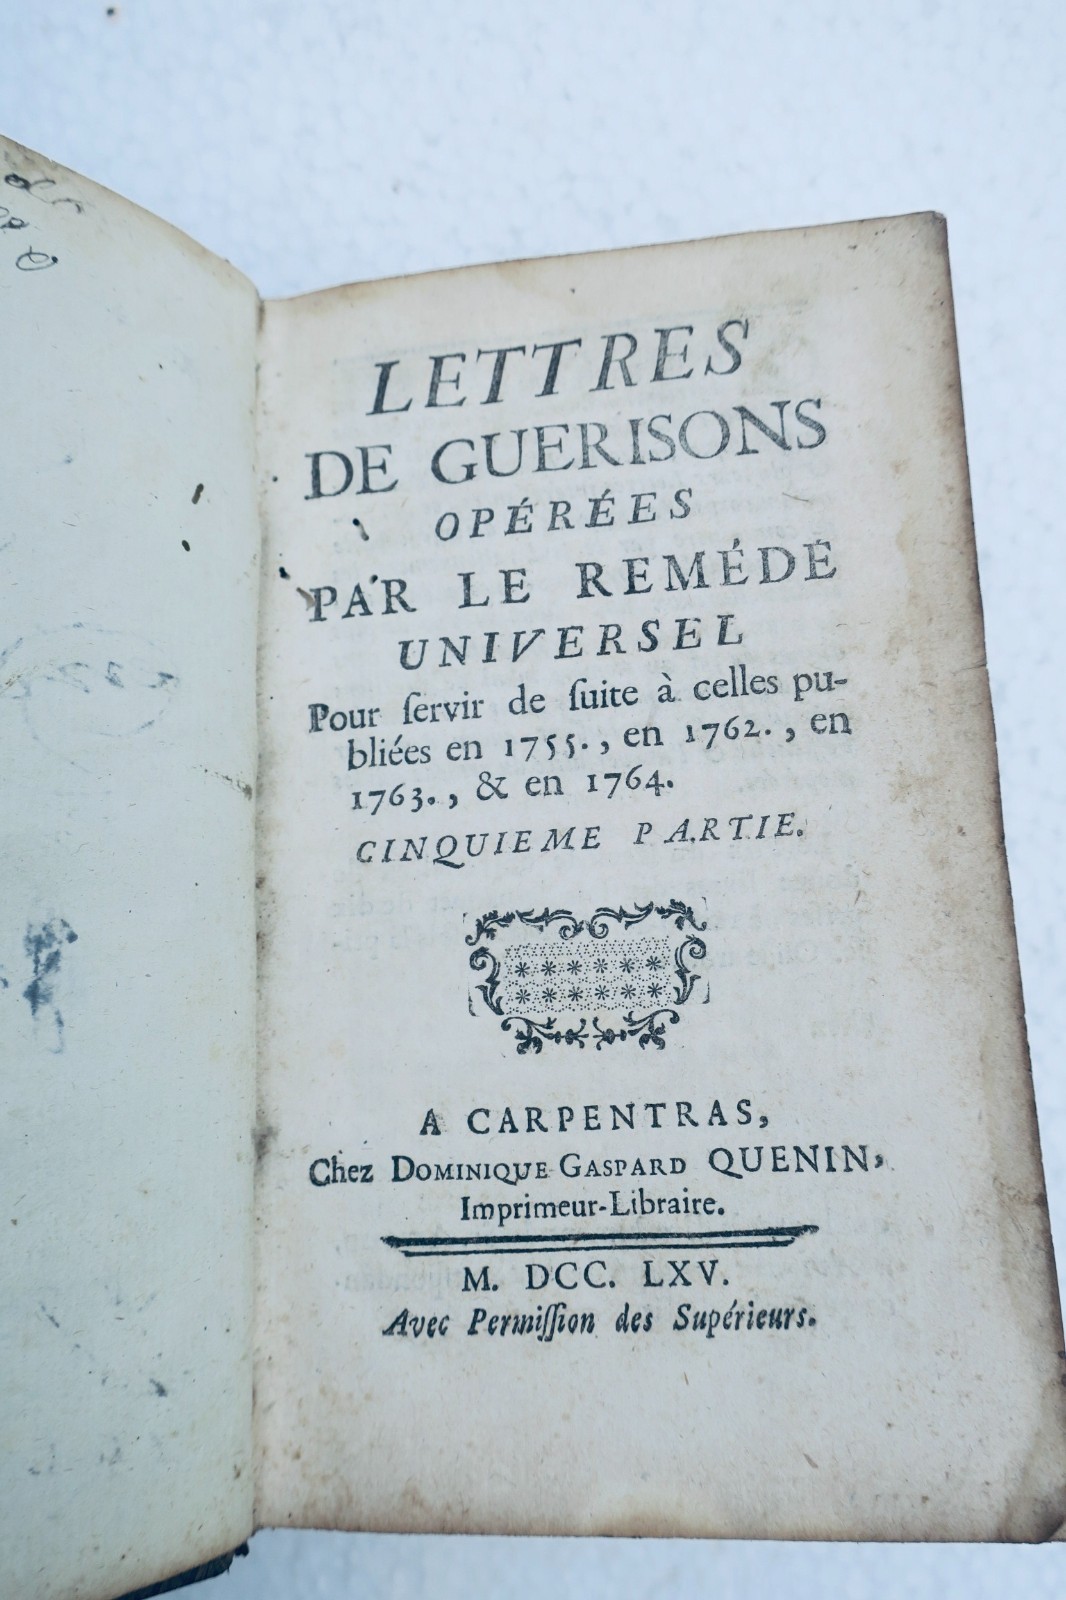 LETTRES
DE GUERISONS
OPÉRÉES
PAR LE REMÉDE
UNIVERSEL
Pour ſervir de ſuite à celles pu-
bliées en 1755., en 1762., en
1763., & en 1764.
CINQUIEME PARTIE.
A CARPENTRAS,
Chez DOMINIQUE GASPARD QUENIN,
Imprimeur-Libraire.
M. DCC. LXV.
Avec Permiſſion des Supérieurs.